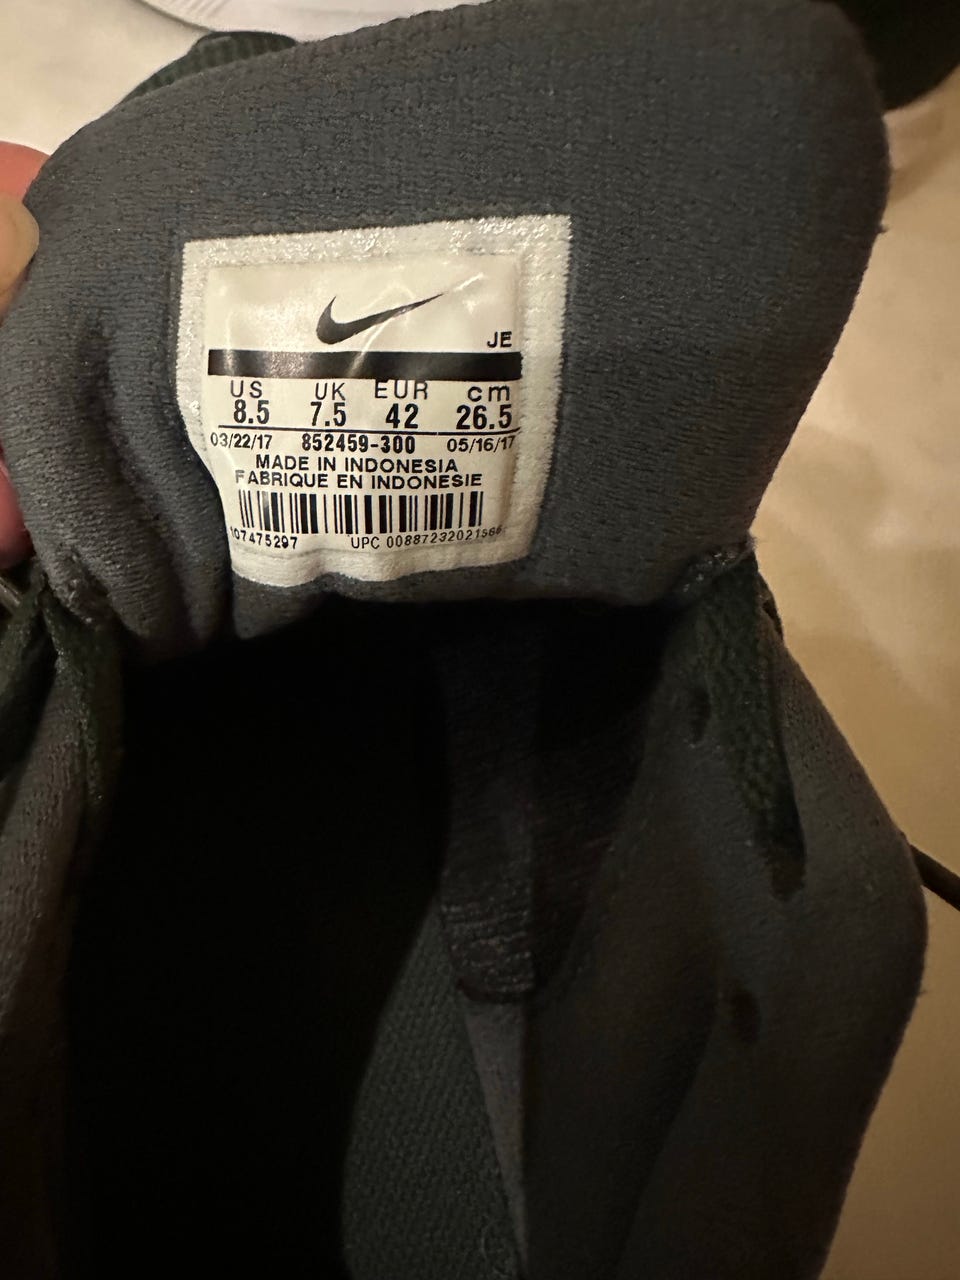 JE
US UK EUR cm
8.5 7.5 42 26.5
03/22/17 852459-300 05/16/17
MADE IN INDONESIA
FABRIQUE EN INDONESIE
107475297 UPC 00887232021566